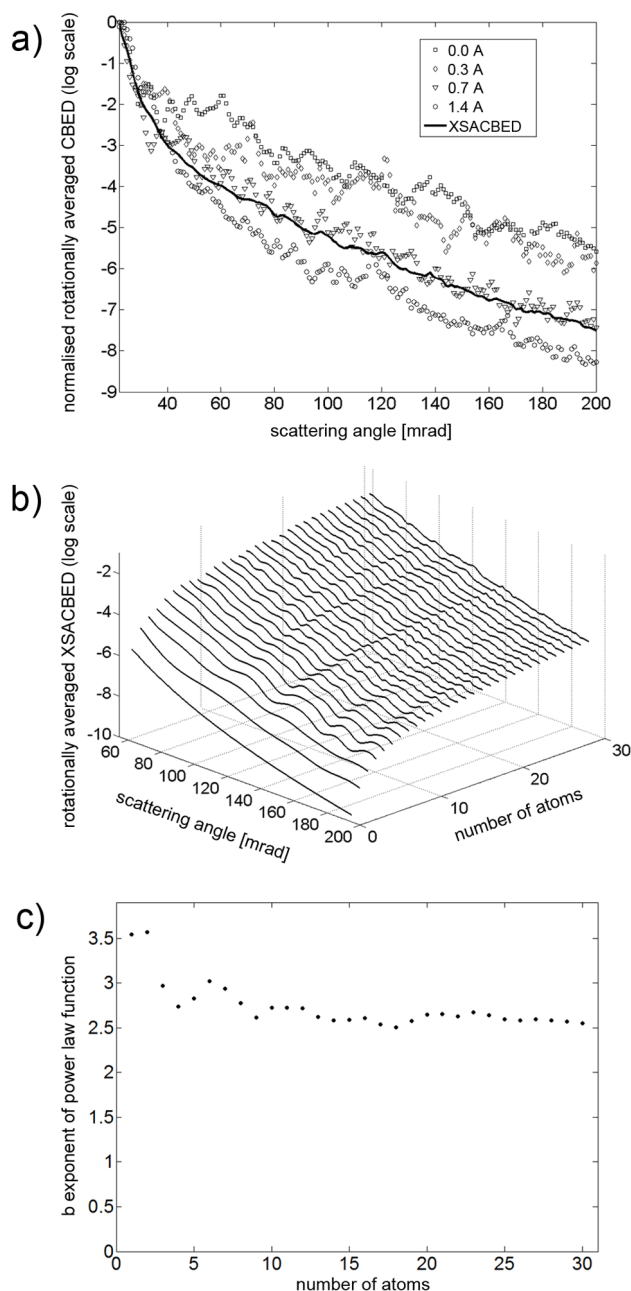 a)
normalised rotationally averaged CBED (log scale)
0
-1
-2
-3
-4
-5
-6
-7
-8
-9
0.0 A
0.3 A
0.7 A
1.4 A
XSACBED
40 60 80 100 120 140 160 180 200
scattering angle [mrad]
b)
rotationally averaged XSACBED (log scale)
-2
-4
-6
-8
-10
60 80 100 120 140 160 180 200
scattering angle [mrad]
0 10 20 30
number of atoms
c)
b exponent of power law function
3.5
3
2.5
2
1.5
1
0.5
0
0 5 10 15 20 25 30
number of atoms